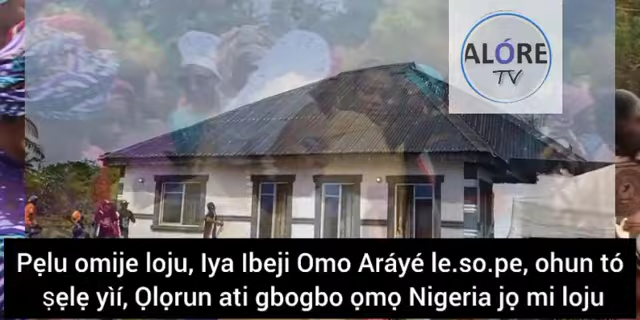 ALÓRE
TV
Pẹlu omije loju, Iya Ibeji Omo Aráyé le.so.pe, ohun tó
ṣẹlẹ yìí, Ọlọrun ati gbogbo ọmọ Nigeria jọ mi loju